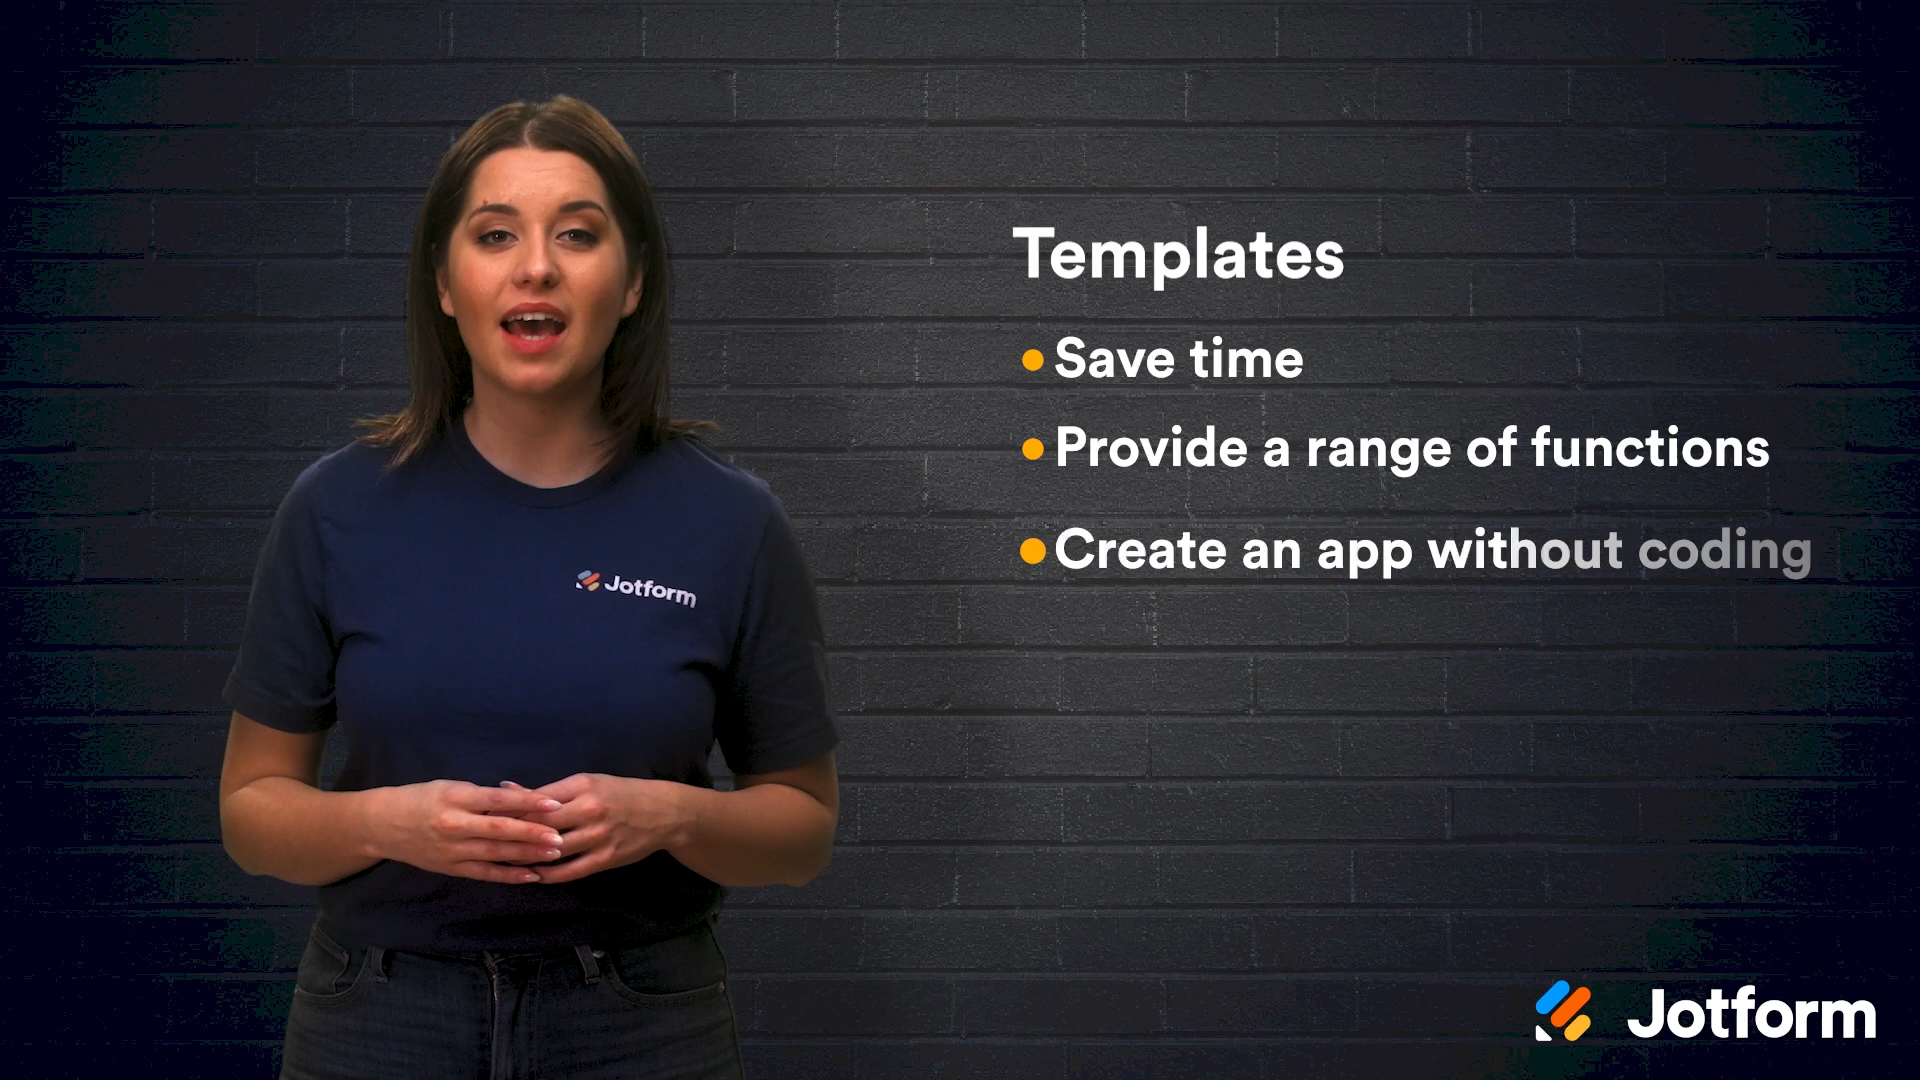 Templates
Save time
Provide a range of functions
Create an app without coding
Jotform
Jotform